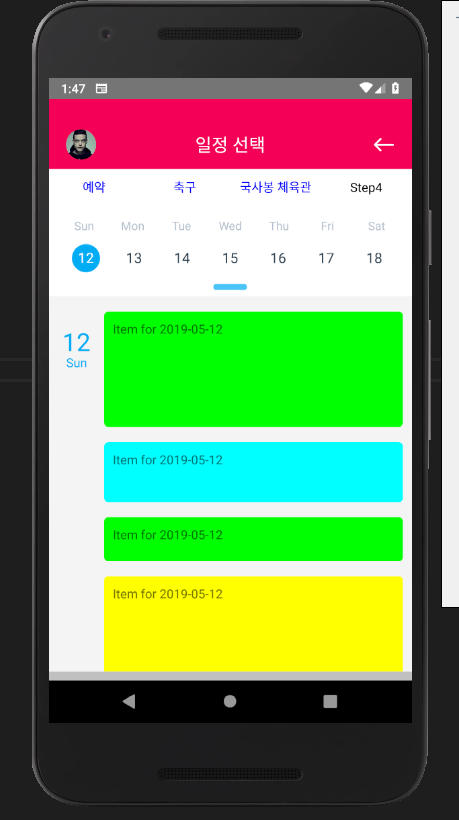 1:47
일정 선택
예약 축구 국사봉 체육관 Step4
Sun Mon Tue Wed Thu Fri Sat
12 13 14 15 16 17 18
12
Sun
Item for 2019-05-12
Item for 2019-05-12
Item for 2019-05-12
Item for 2019-05-12